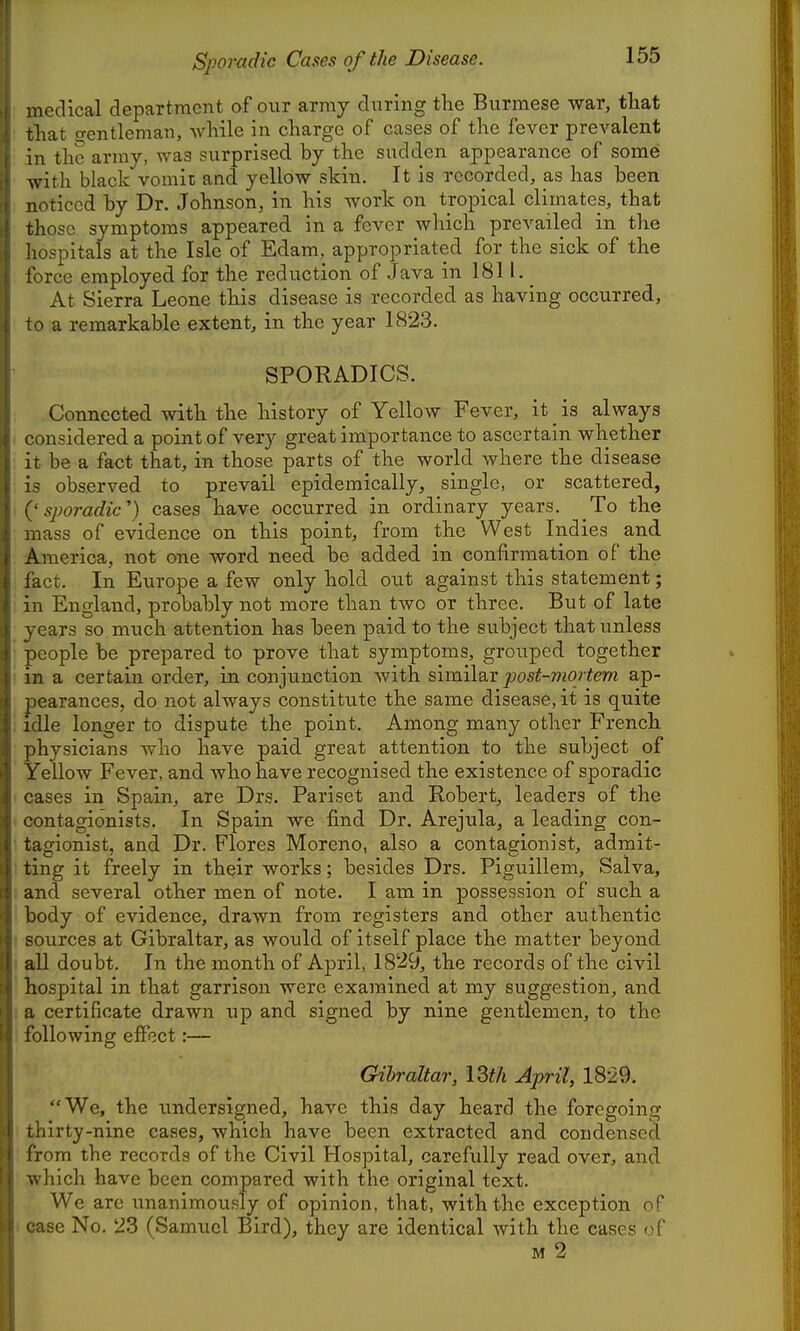 Sporadic Cases of the Disease. 155
medical department of our army during the Burmese war, that
that gentleman, while in charge of cases of the fever prevalent
in the army, was surprised by the sudden appearance of some
with black vomit and yellow skin. It is recorded, as has been
noticed by Dr. Johnson, in his work on tropical climates, that
those symptoms appeared in a fever which prevailed in the
hospitals at the Isle of Edam, appropriated for the sick of the
force employed for the reduction of Java in 1811.
At Sierra Leone this disease is recorded as having occurred,
to a remarkable extent, in the year 1823.
SPORADICS.
Connected with the history of Yellow Fever, it is always
considered a point of very great importance to ascertain whether
it be a fact that, in those parts of the world where the disease
is observed to prevail epidemically, single, or scattered,
(‘sporadic’) cases have occurred in ordinary years. To the
mass of evidence on this point, from the West Indies and
America, not one word need be added in confirmation of the
fact. In Europe a few only hold out against this statement;
in England, probably not more than two or three. But of late
years so much attention has been paid to the subject that unless
people be prepared to prove that symptoms, grouped together
in a certain order, in conjunction with similar post-mortem ap-
pearances, do not always constitute the same disease, it is quite
idle longer to dispute the point. Among many other French
physicians who have paid great attention to the subject of
Yellow Fever, and who have recognised the existence of sporadic
cases in Spain, are Drs. Pariset and Robert, leaders of the
contagionists. In Spain we find Dr. Arejula, a leading con-
tagionist, and Dr. Flores Moreno, also a contagionist, admit-
ting it freely in their works; besides Drs. Piguillem, Salva,
and several other men of note. I am in possession of such a
body of evidence, drawn from registers and other authentic
sources at Gibraltar, as would of itself place the matter beyond
all doubt. In the month of April, 1829, the records of the civil
hospital in that garrison were examined at my suggestion, and
a certificate drawn up and signed by nine gentlemen, to the
following effect:—
Gibraltar, 13th April, 1829.
“We, the undersigned, have this day heard the foregoing
thirty-nine cases, which have been extracted and condensed
from the records of the Civil Hospital, carefully read over, and
which have been compared with the original text.
We are unanimously of opinion, that, with the exception of
case No. 23 (Samuel Bird), they are identical with the cases of
M 2